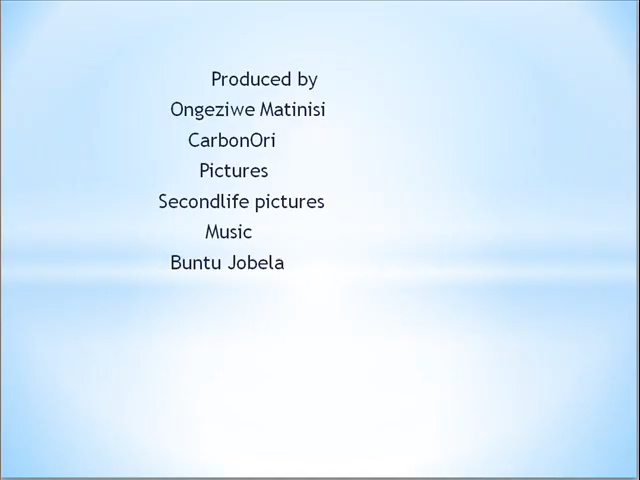 Produced by
Ongeziwe Matinisi
CarbonOri
Pictures
Secondlife pictures
Music
Buntu Jobela